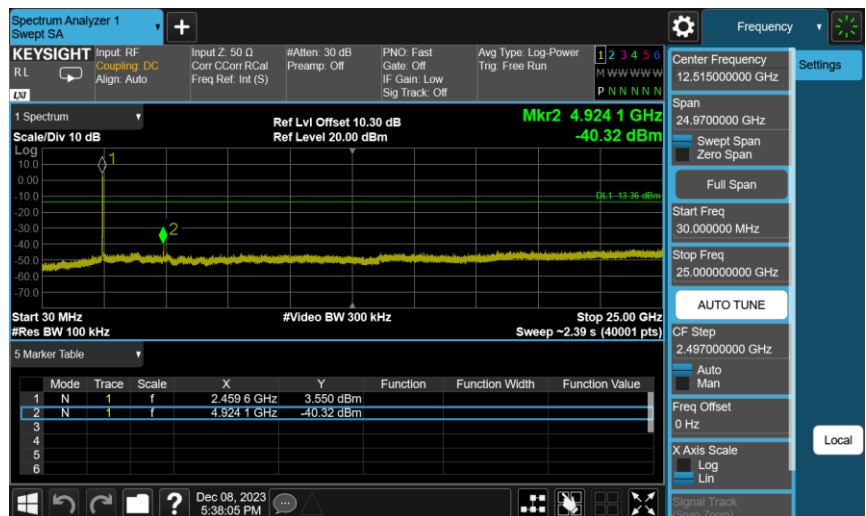 Spectrum Analyzer 1
Swept SA
+
Frequency
KEYSIGHT
RL
LXI
Input: RF
Coupling: DC
Align: Auto
Input Z: 50 Ω
Corr CCorr RCal
Freq Ref: Int (S)
#Atten: 30 dB
Preamp: Off
PNO: Fast
Gate: Off
IF Gain: Low
Sig Track: Off
Avg Type: Log-Power
Trig: Free Run
1 2 3 4 5 6
M W W W W W
P N N N N N
Center Frequency
12.515000000 GHz
Settings
1 Spectrum
Scale/Div 10 dB
Ref Lvl Offset 10.30 dB
Ref Level 20.00 dBm
Mkr2 4.924 1 GHz
-40.32 dBm
Span
24.9700000 GHz
Swept Span
Zero Span
Full Span
Start Freq
30.000000 MHz
Stop Freq
25.000000000 GHz
AUTO TUNE
CF Step
2.497000000 GHz
Auto
Man
Freq Offset
0 Hz
X Axis Scale
Log
Lin
Signal Track
(Span Zoom)
Local
Log
10.0
0.00
-10.0
-20.0
-30.0
-40.0
-50.0
-60.0
-70.0
1
2
DL1 -13.36 dBm
Start 30 MHz
#Video BW 300 kHz
Stop 25.00 GHz
#Res BW 100 kHz
Sweep ~2.39 s (40001 pts)
5 Marker Table
Mode Trace Scale X Y Function Function Width Function Value
1 N 1 f 2.459 6 GHz 3.550 dBm
2 N 1 f 4.924 1 GHz -40.32 dBm
3
4
5
6
?
Dec 08, 2023
5:38:05 PM